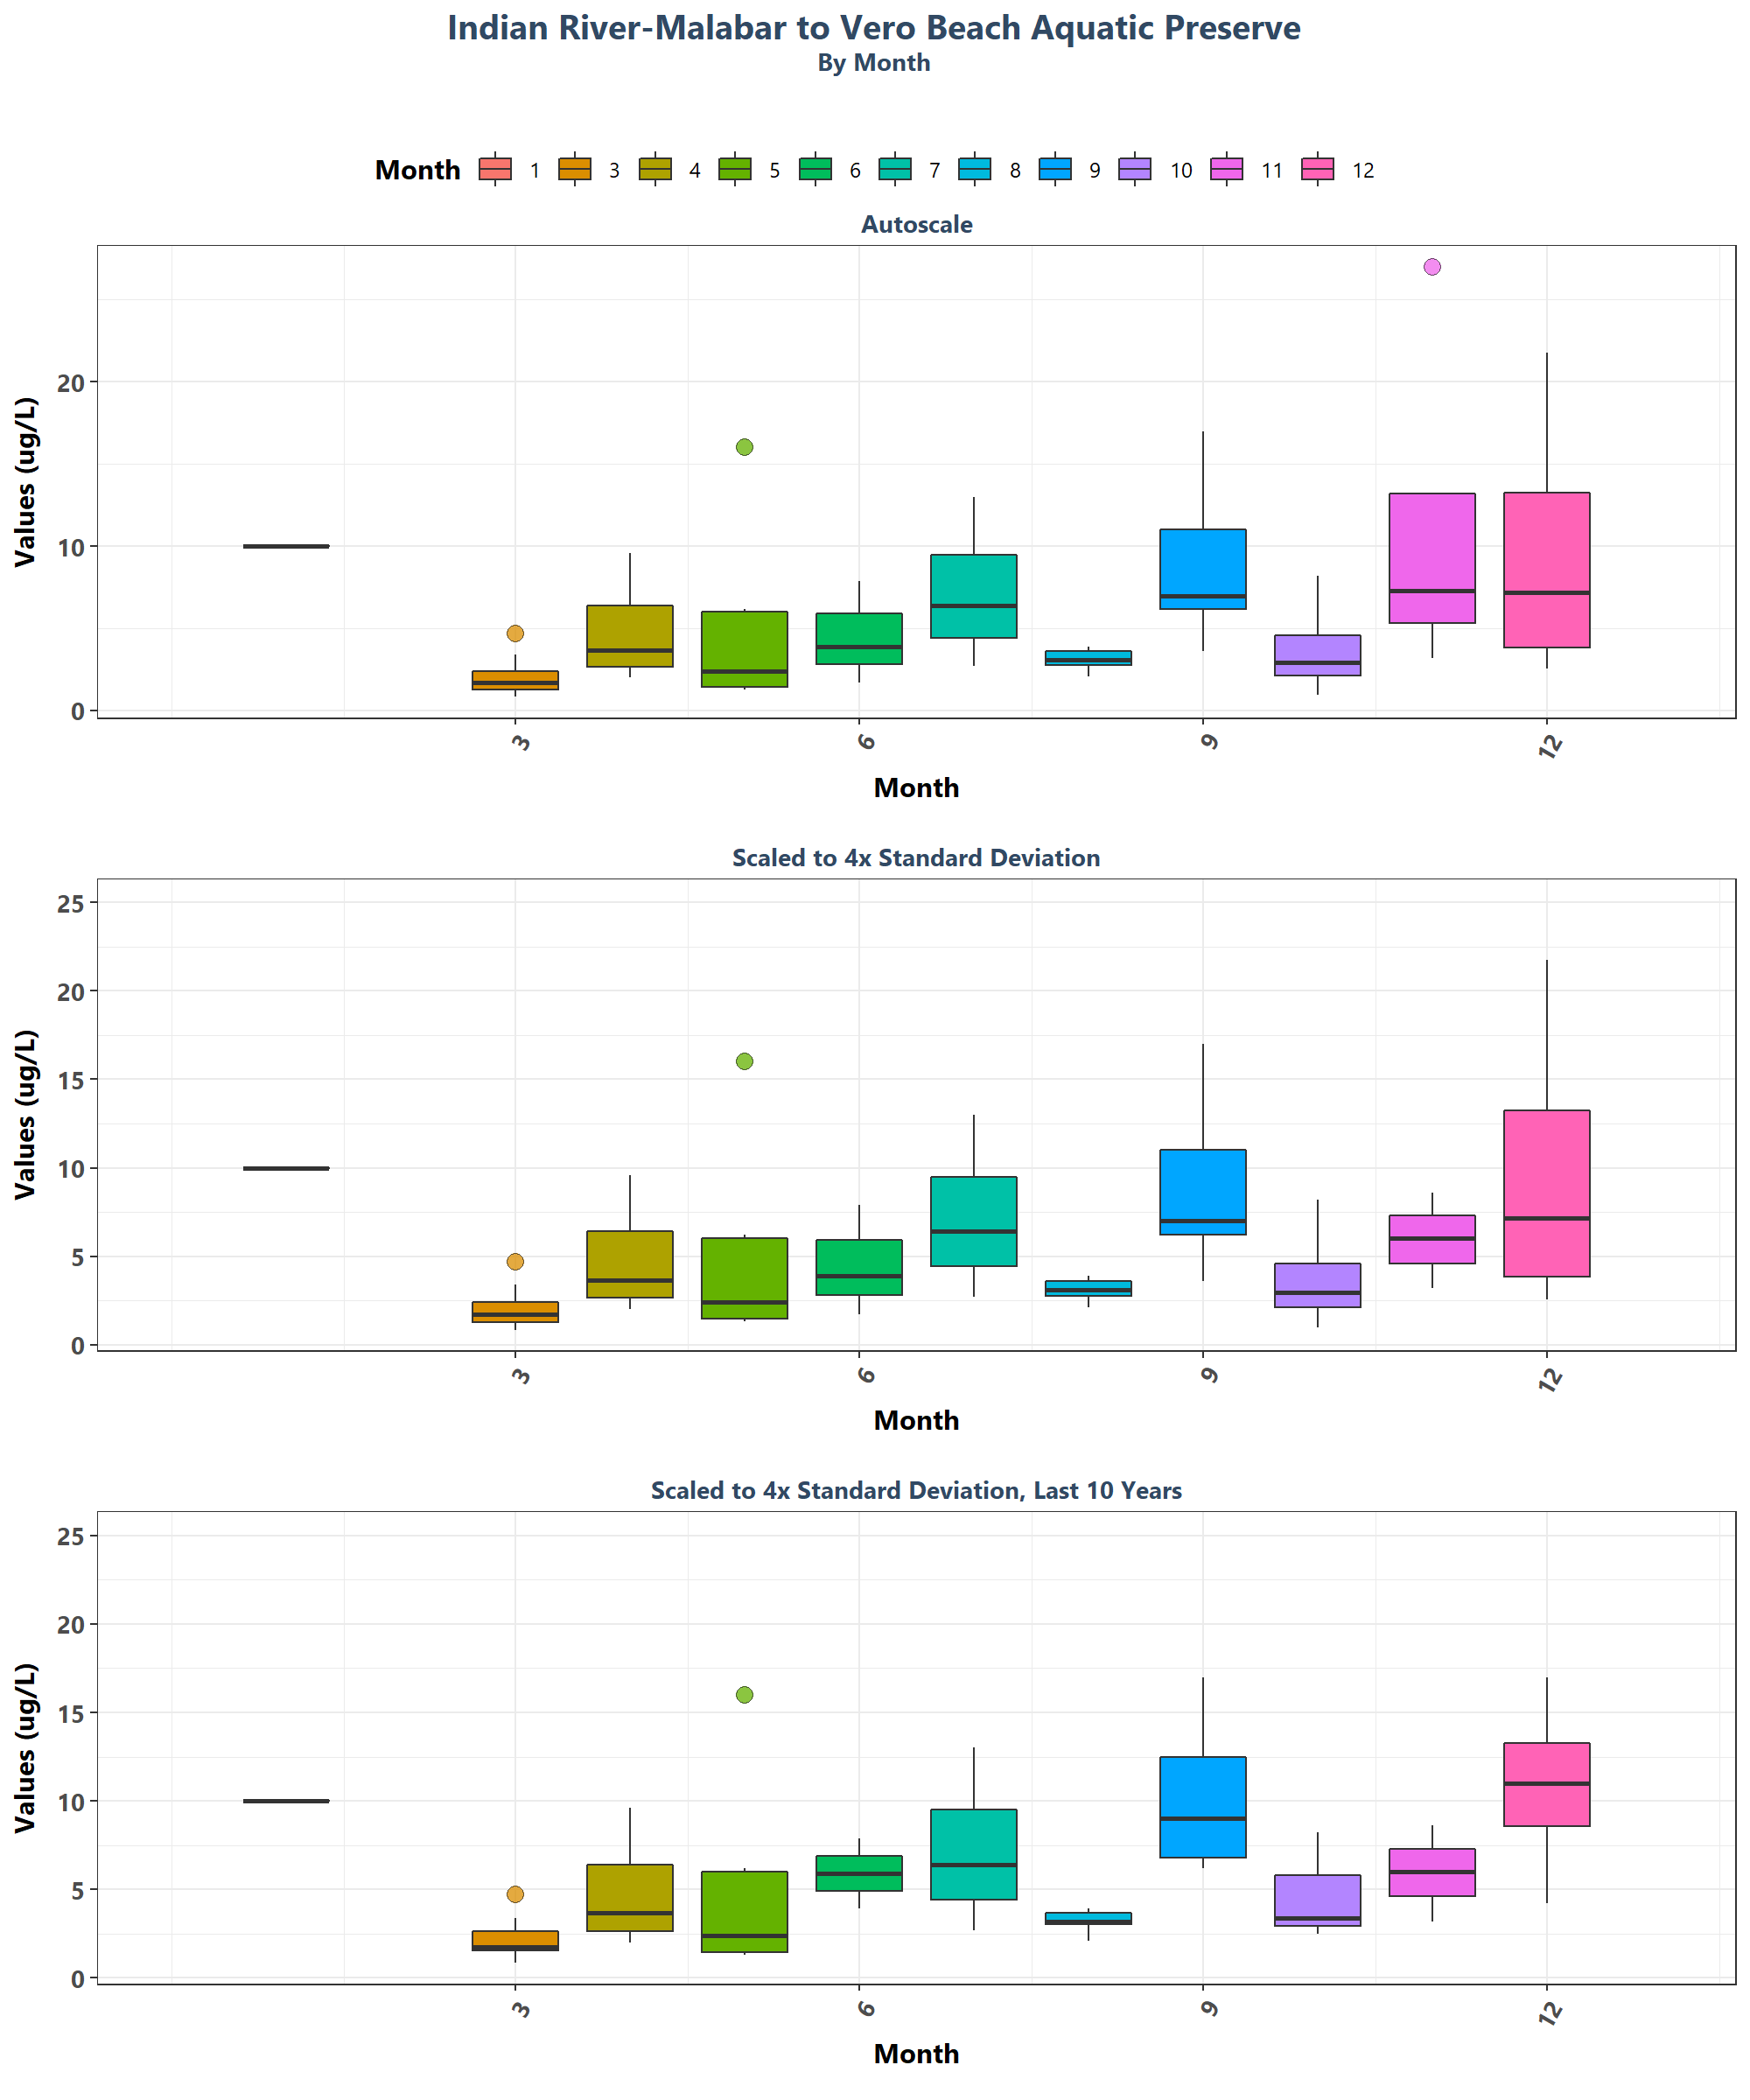 Indian River-Malabar to Vero Beach Aquatic Preserve
By Month
Month 1 3 4 5 6 7 8 9 10 11 12
Autoscale
Values (ug/L)
20
10
0
3 6 9 12
Month
Scaled to 4x Standard Deviation
Values (ug/L)
25
20
15
10
5
0
3 6 9 12
Month
Scaled to 4x Standard Deviation, Last 10 Years
Values (ug/L)
25
20
15
10
5
0
3 6 9 12
Month